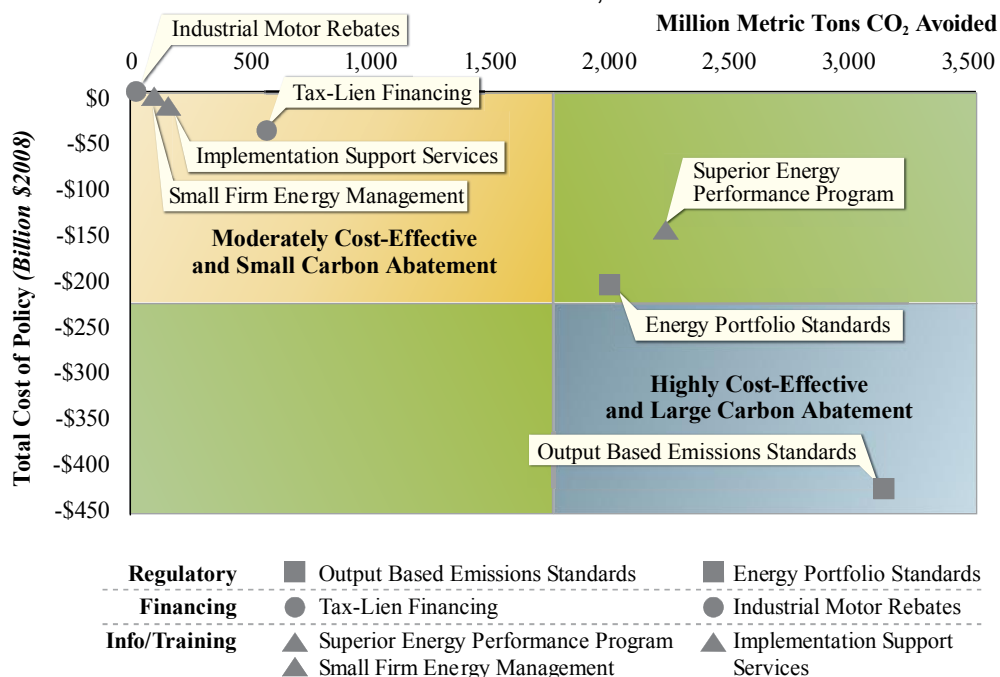 Million Metric Tons CO₂ Avoided
Industrial Motor Rebates
0 500 1,000 1,500 2,000 2,500 3,000 3,500
Total Cost of Policy (Billion $2008)
$0
-$50
-$100
-$150
-$200
-$250
-$300
-$350
-$400
-$450
Tax-Lien Financing
Implementation Support Services
Small Firm Energy Management
Moderately Cost-Effective
and Small Carbon Abatement
Superior Energy
Performance Program
Energy Portfolio Standards
Highly Cost-Effective
and Large Carbon Abatement
Output Based Emissions Standards
Regulatory Output Based Emissions Standards Energy Portfolio Standards
Financing Tax-Lien Financing Industrial Motor Rebates
Info/Training Superior Energy Performance Program Implementation Support
Small Firm Energy Management Services